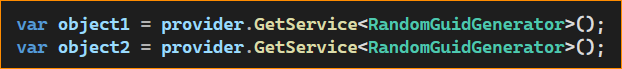 var object1 = provider.GetService<RandomGuidGenerator>();
var object2 = provider.GetService<RandomGuidGenerator>();